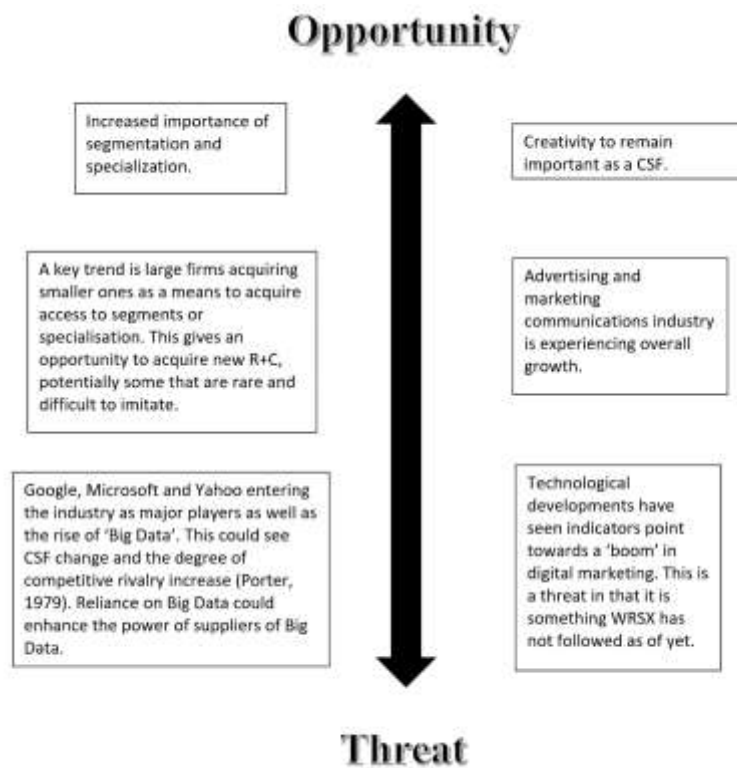 Opportunity
Increased importance of
segmentation and
specialization.
Creativity to remain
important as a CSF.
A key trend is large firms acquiring
smaller ones as a means to acquire
access to segments or
specialisation. This gives an
opportunity to acquire new R+C,
potentially some that are rare and
difficult to imitate.
Advertising and
marketing
communications industry
is experiencing overall
growth.
Google, Microsoft and Yahoo entering
the industry as major players as well as
the rise of ‘Big Data’. This could see
CSF change and the degree of
competitive rivalry increase (Porter,
1979). Reliance on Big Data could
enhance the power of suppliers of Big
Data.
Technological
developments have
seen indicators point
towards a ‘boom’ in
digital marketing. This is
a threat in that it is
something WRSX has
not followed as of yet.
Threat